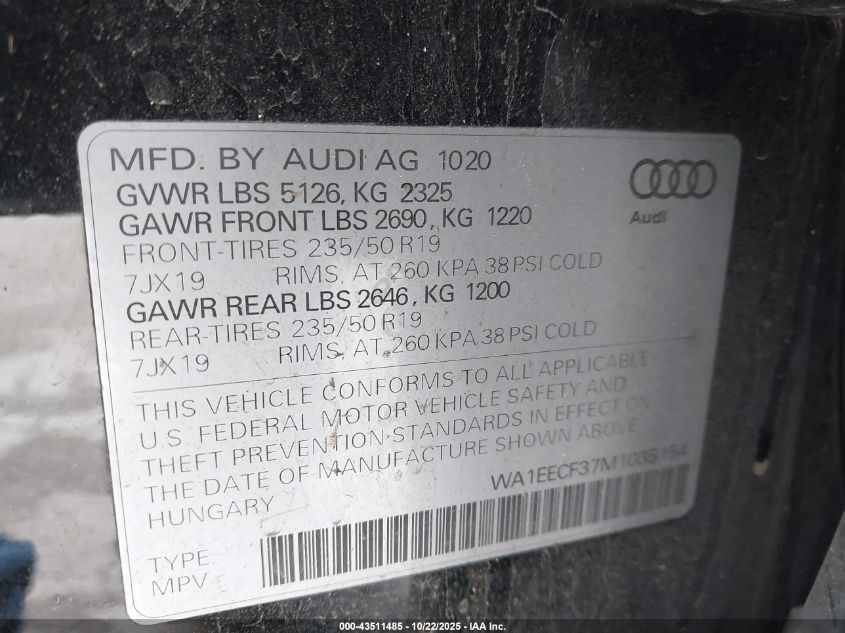 MFD. BY AUDI AG 1020
GVWR LBS 5126, KG 2325
GAWR FRONT LBS 2690, KG 1220
FRONT-TIRES 235/50 R19
7JX19 RIMS, AT 260 KPA 38 PSI COLD
GAWR REAR LBS 2646, KG 1200
REAR-TIRES 235/50 R19
7JX19 RIMS, AT 260 KPA 38 PSI COLD
Audi
THIS VEHICLE CONFORMS TO ALL APPLICABLE
U.S. FEDERAL MOTOR VEHICLE SAFETY AND
THEFT PREVENTION STANDARDS IN EFFECT ON
THE DATE OF MANUFACTURE SHOWN ABOVE
HUNGARY
WA1EECF37M1035154
TYPE
MPV
000-43511485 - 10/22/2025 - IAA Inc.